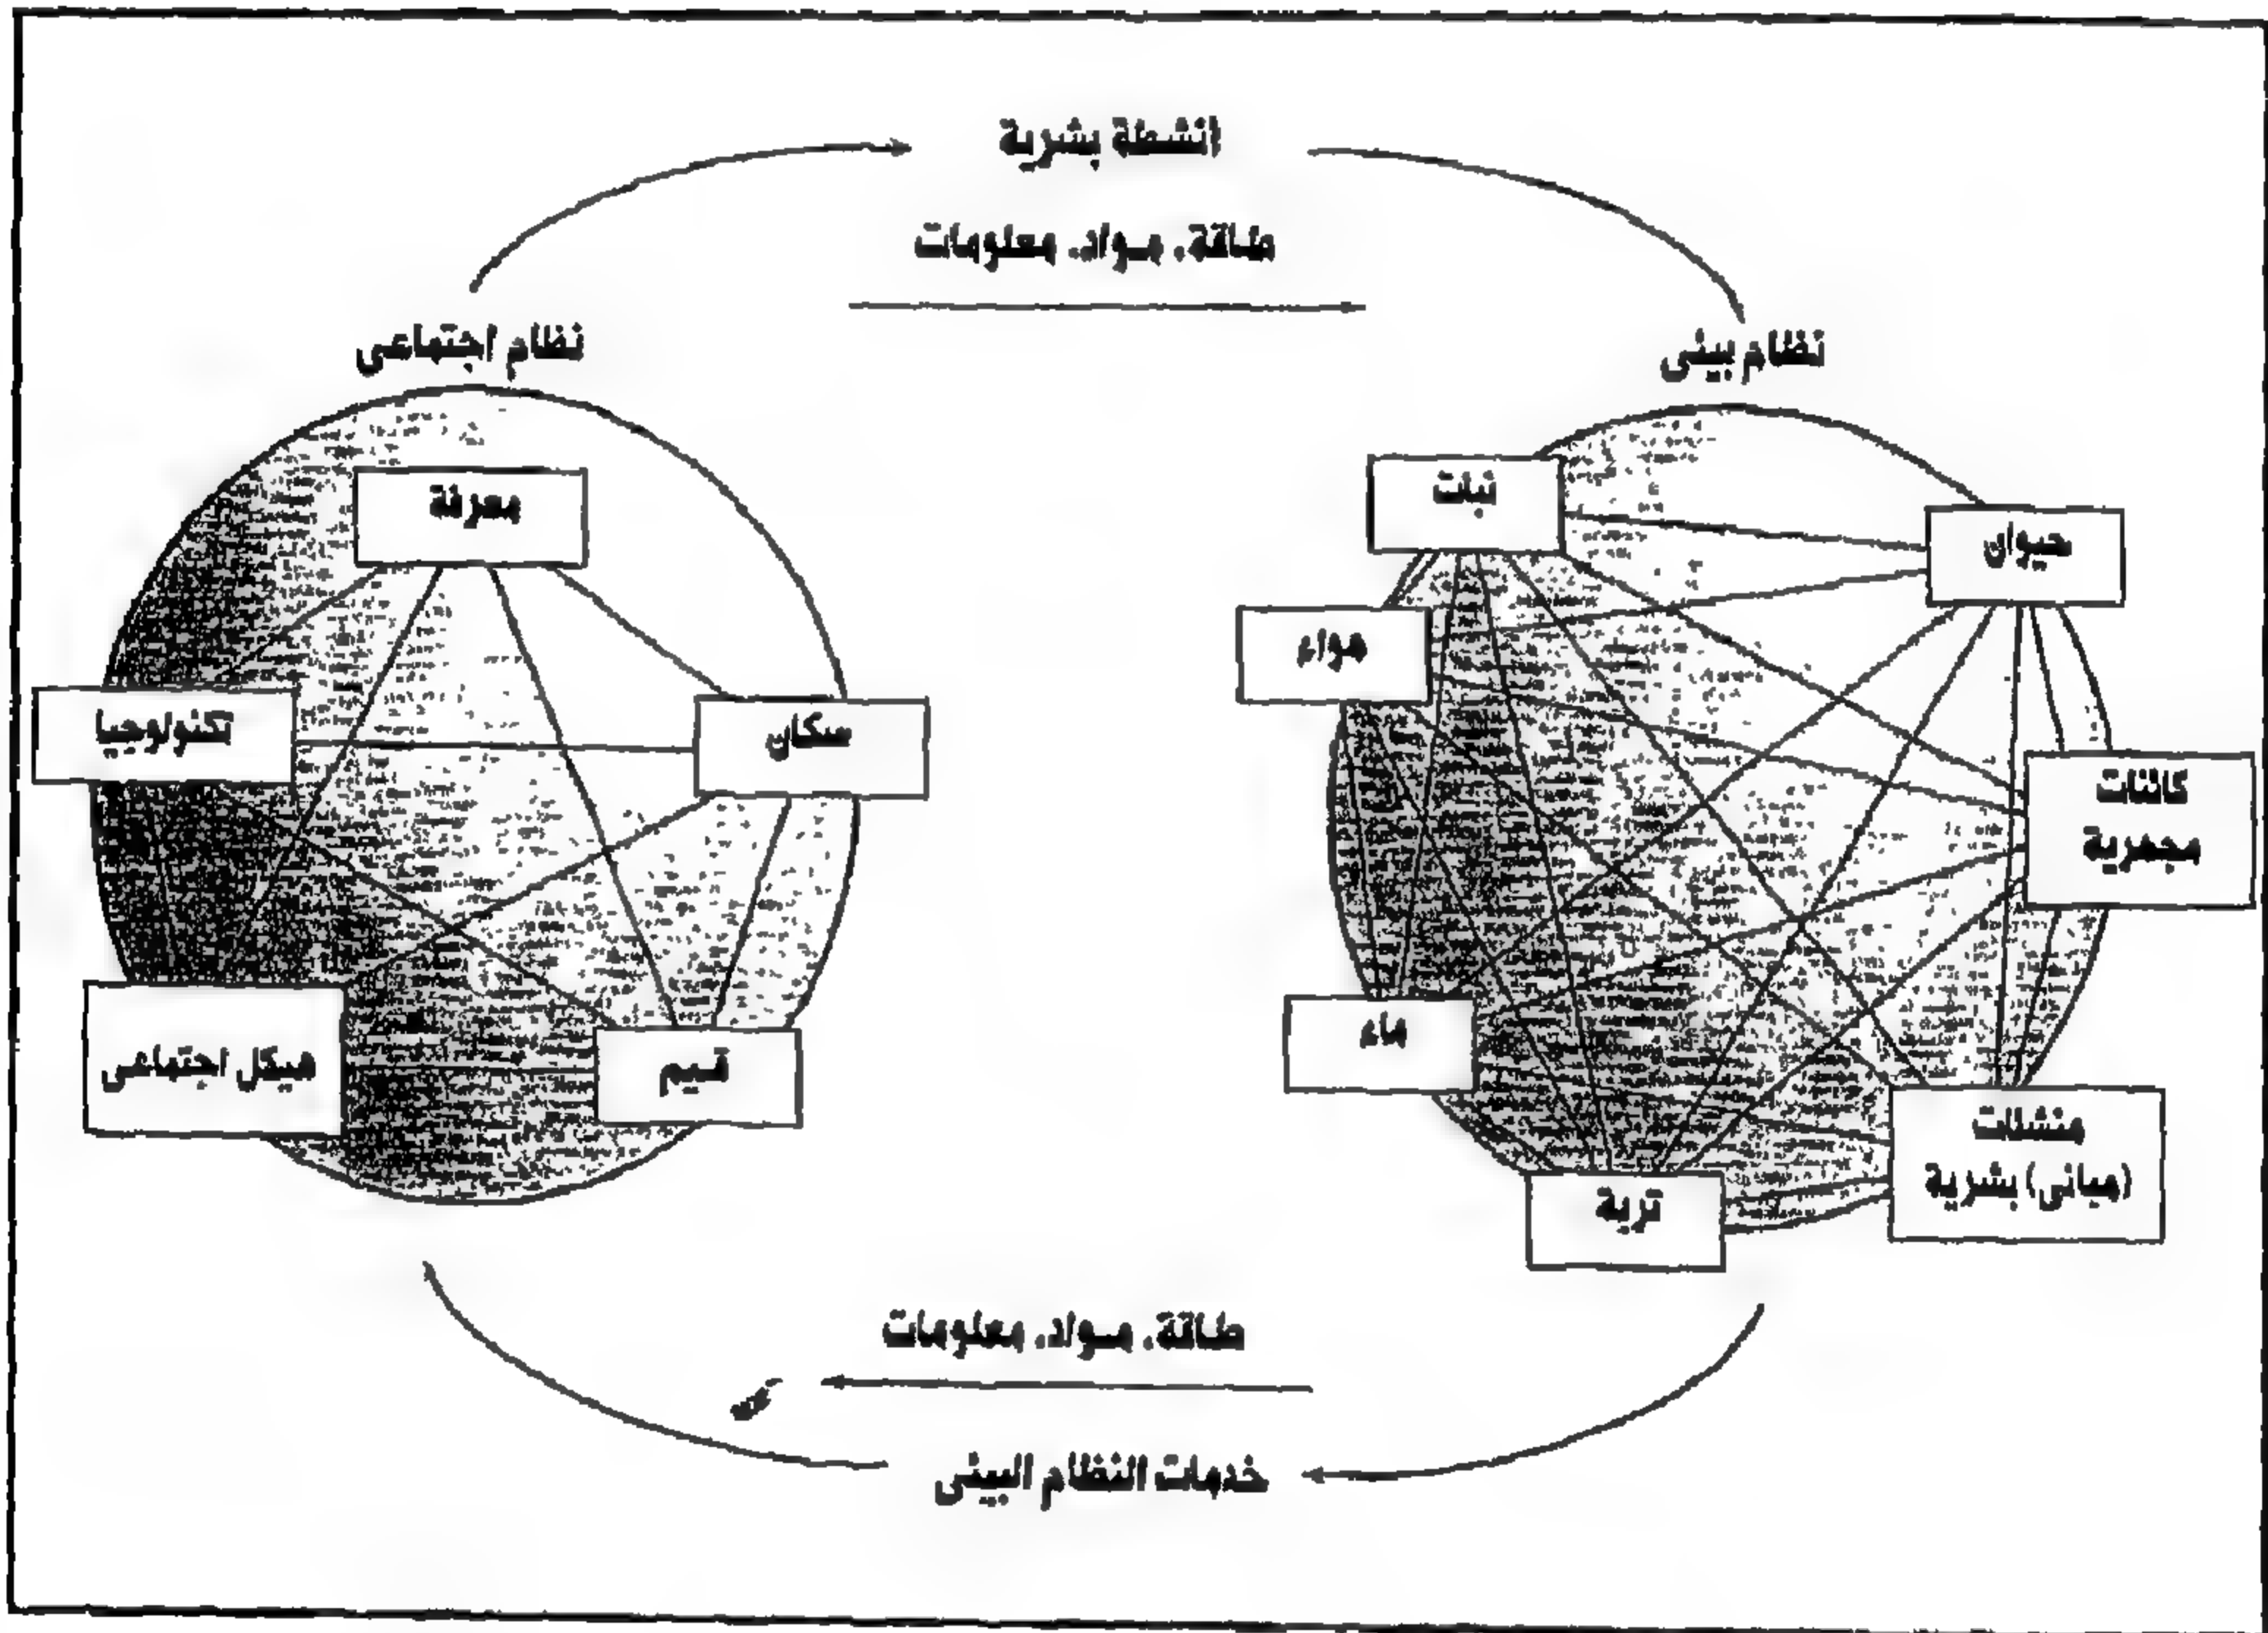 انشطة بشرية
طاقة، مواد، معلومات
نظام بيئى
نظام اجتماعى
نبات
حيوان
هواء
كائنات
مجهرية
ماء
منشئات
(مبانى) بشرية
تربة
معرفة
تكنولوجيا
سكان
هيكل اجتماعى
قيم
طاقة، مواد، معلومات
خدمات النظام البيئى